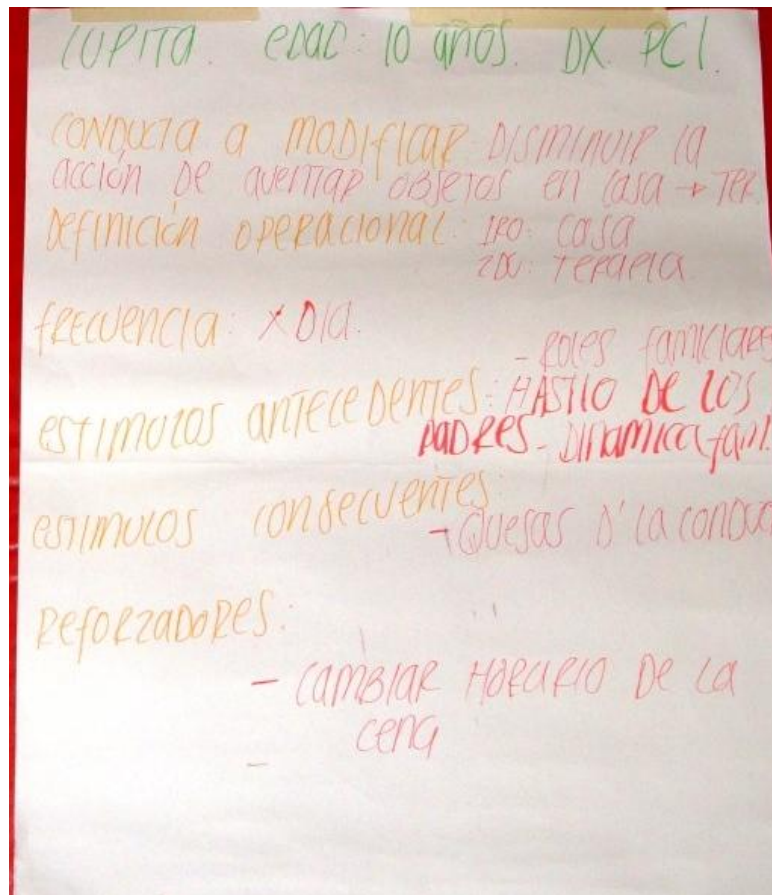 LUPITA. EDAD: 10 años. DX. PCI.
CONDUCTA A MODIFICAR: DISMINUIR LA
ACCIÓN DE AVENTAR OBJETOS EN CASA + TER.
DEFINICIÓN OPERACIONAL: 1RO: CASA
2DO: TERAPIA.
FRECUENCIA: X DIA.
- ROLES FAMILIARES
ESTIMULOS ANTECEDENTES: HASTIO DE LOS
PADRES - DINAMICA FAM.
ESTIMULOS CONSECUENTES:
- QUEJAS D' LA CONDUC
REFORZADORES:
- CAMBIAR HORARIO DE LA
CENA
-